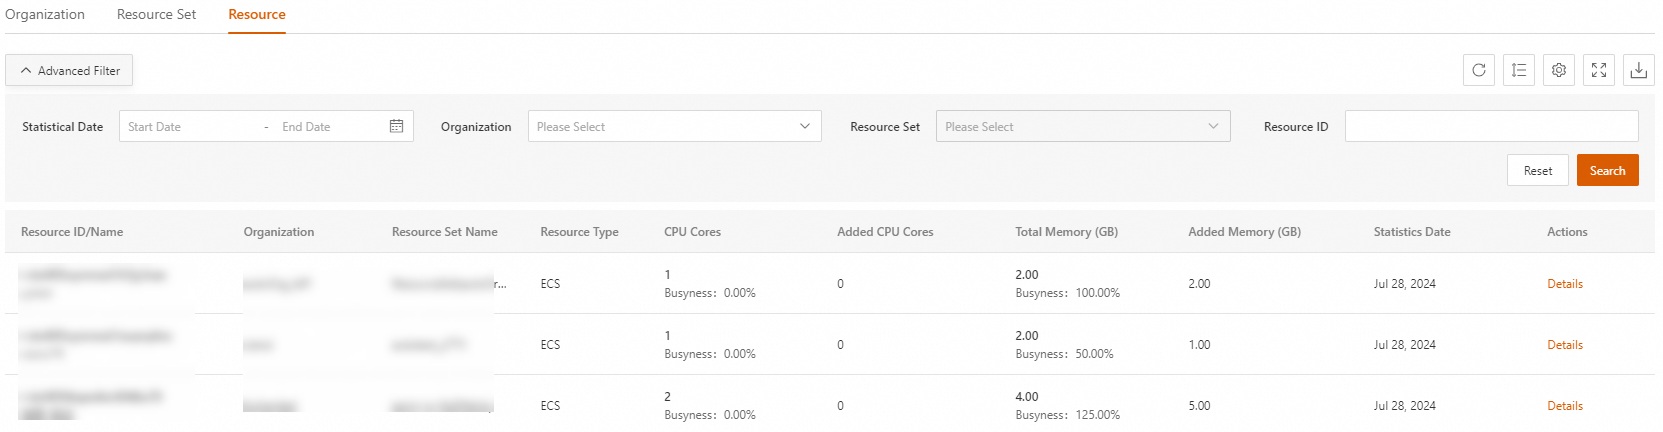 Organization Resource Set Resource
Advanced Filter
Statistical Date Start Date - End Date Organization Please Select Resource Set Please Select Resource ID
Reset Search
Resource ID/Name Organization Resource Set Name Resource Type CPU Cores Added CPU Cores Total Memory (GB) Added Memory (GB) Statistics Date Actions
1 2.00
ECS 0 2.00 Jul 28, 2024 Details
Busyness: 0.00% Busyness: 100.00%
1 2.00
ECS 0 1.00 Jul 28, 2024 Details
Busyness: 0.00% Busyness: 50.00%
2 4.00
ECS 0 5.00 Jul 28, 2024 Details
Busyness: 0.00% Busyness: 125.00%